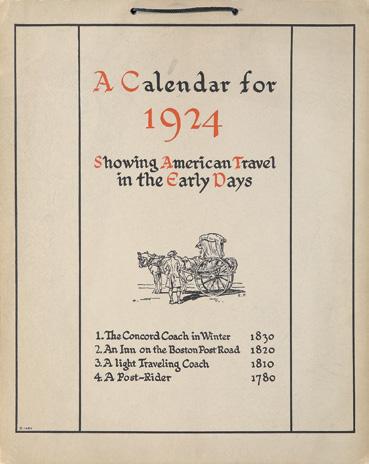 A Calendar for
1924
Showing American Travel
in the Early Days
1. The Concord Coach in Winter 1830
2. An Inn on the Boston Post Road 1820
3. A light Traveling Coach 1810
4. A Post-Rider 1780